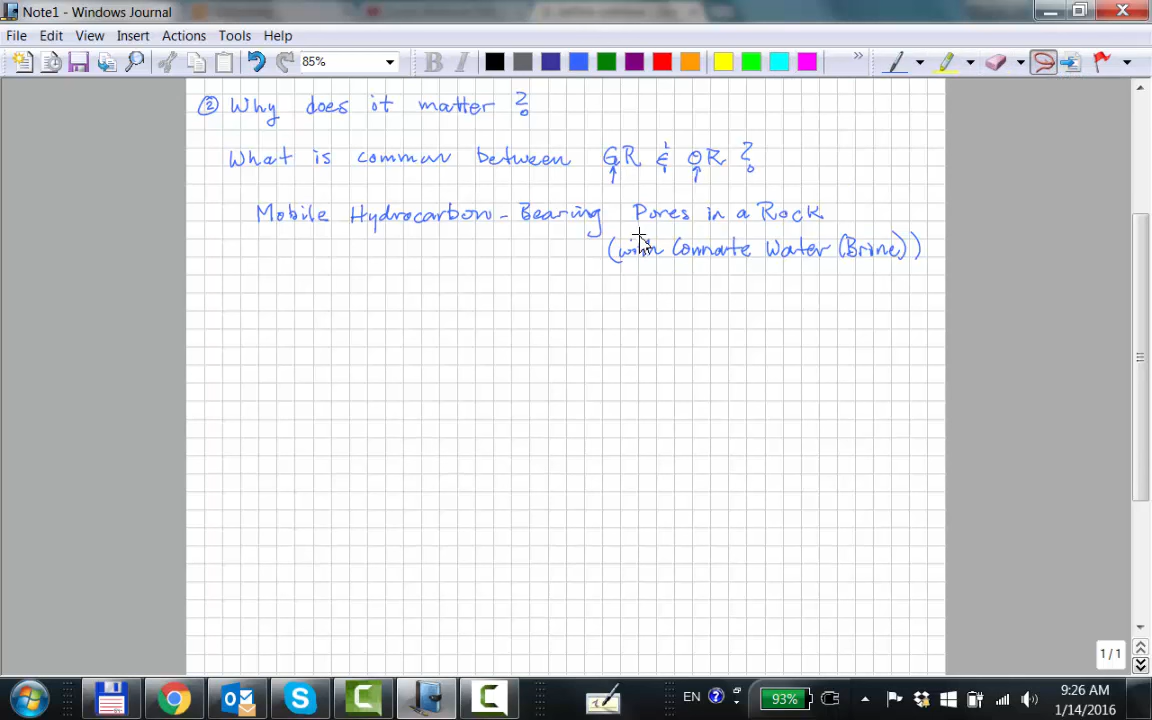 Note1 - Windows Journal
File Edit View Insert Actions Tools Help
85%
B I
② Why does it matter ?
What is common between GR & OR ?
Mobile Hydrocarbon - Bearing Pores in a Rock
(with Connate Water (Brine))
1 / 1
EN 93% 9:26 AM
1/14/2016